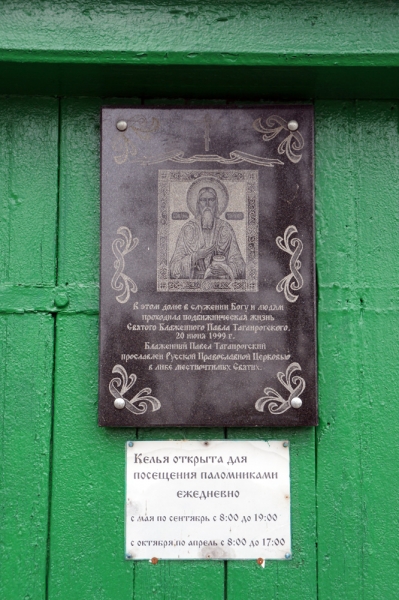 К этом доме в служении Богу и людям
проходила подвижническая жизнь
Святого Блаженного Павла Таганрогского.
20 июня 1999 г.
Блаженный Павел Таганрогский
прославлен Русской Православной Церковью
в лике местночтимых Святих.
Келья открыта для
посещения паломниками
ежедневно
с мая по сентябрь с 8:00 до 19:00
с октября,по апрель с 8:00 до 17:00